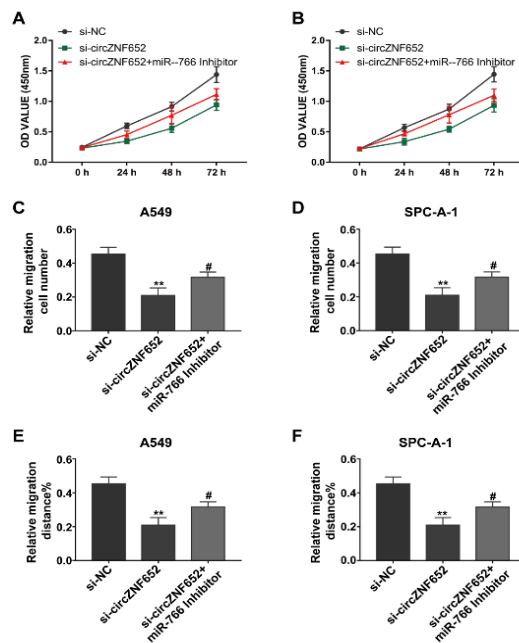 A
si-NC
si-circZNF652
si-circZNF652+miR--766 Inhibitor
OD VALUE (450nm)
2.0
1.5
1.0
0.5
0.0
0 h 24 h 48 h 72 h
B
si-NC
si-circZNF652
si-circZNF652+miR--766 Inhibitor
OD VALUE (450nm)
2.0
1.5
1.0
0.5
0.0
0 h 24 h 48 h 72 h
C
A549
Relative migration
cell number
0.6
0.4
0.2
0.0
**
#
si-NC
si-circZNF652
si-circZNF652+
miR-766 Inhibitor
D
SPC-A-1
Relative migration
cell number
0.6
0.4
0.2
0.0
**
#
si-NC
si-circZNF652
si-circZNF652+
miR-766 Inhibitor
E
A549
Relative migration
distance%
0.6
0.4
0.2
0.0
**
#
si-NC
si-circZNF652
si-circZNF652+
miR-766 Inhibitor
F
SPC-A-1
Relative migration
distance%
0.6
0.4
0.2
0.0
**
#
si-NC
si-circZNF652
si-circZNF652+
miR-766 Inhibitor